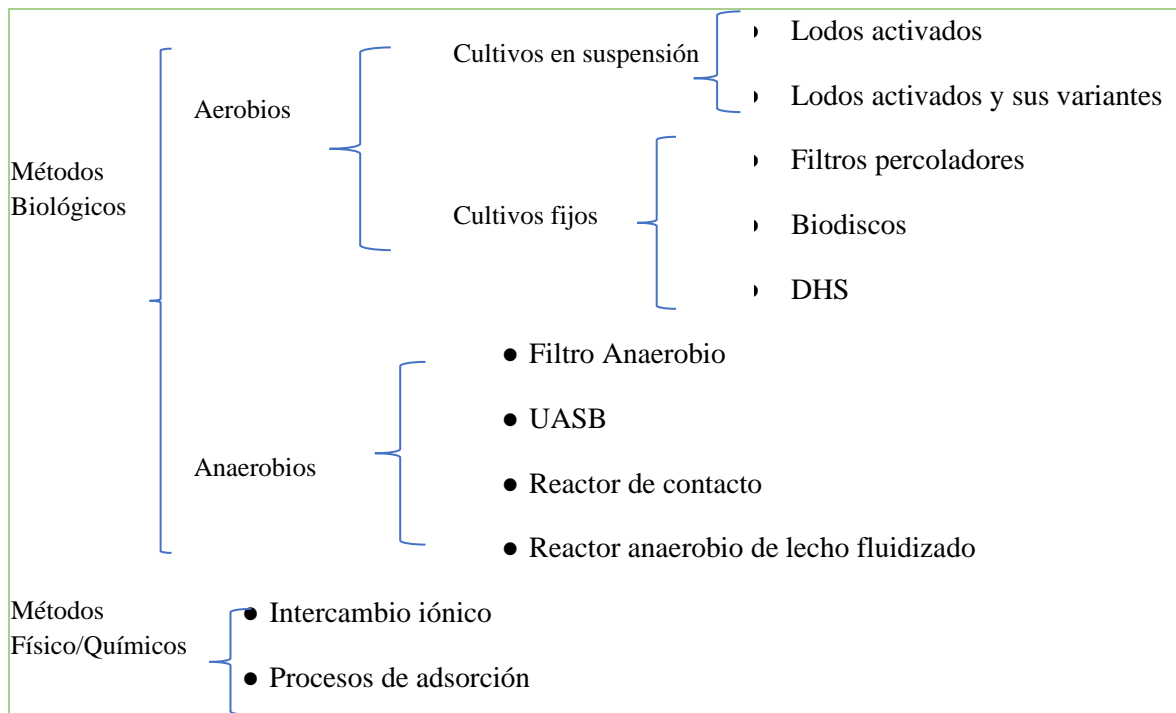 Métodos
Biológicos
Aerobios
Cultivos en suspensión
Lodos activados
Lodos activados y sus variantes
Cultivos fijos
Filtros percoladores
Biodiscos
DHS
Anaerobios
● Filtro Anaerobio
● UASB
● Reactor de contacto
● Reactor anaerobio de lecho fluidizado
Métodos
Físico/Químicos
● Intercambio iónico
● Procesos de adsorción